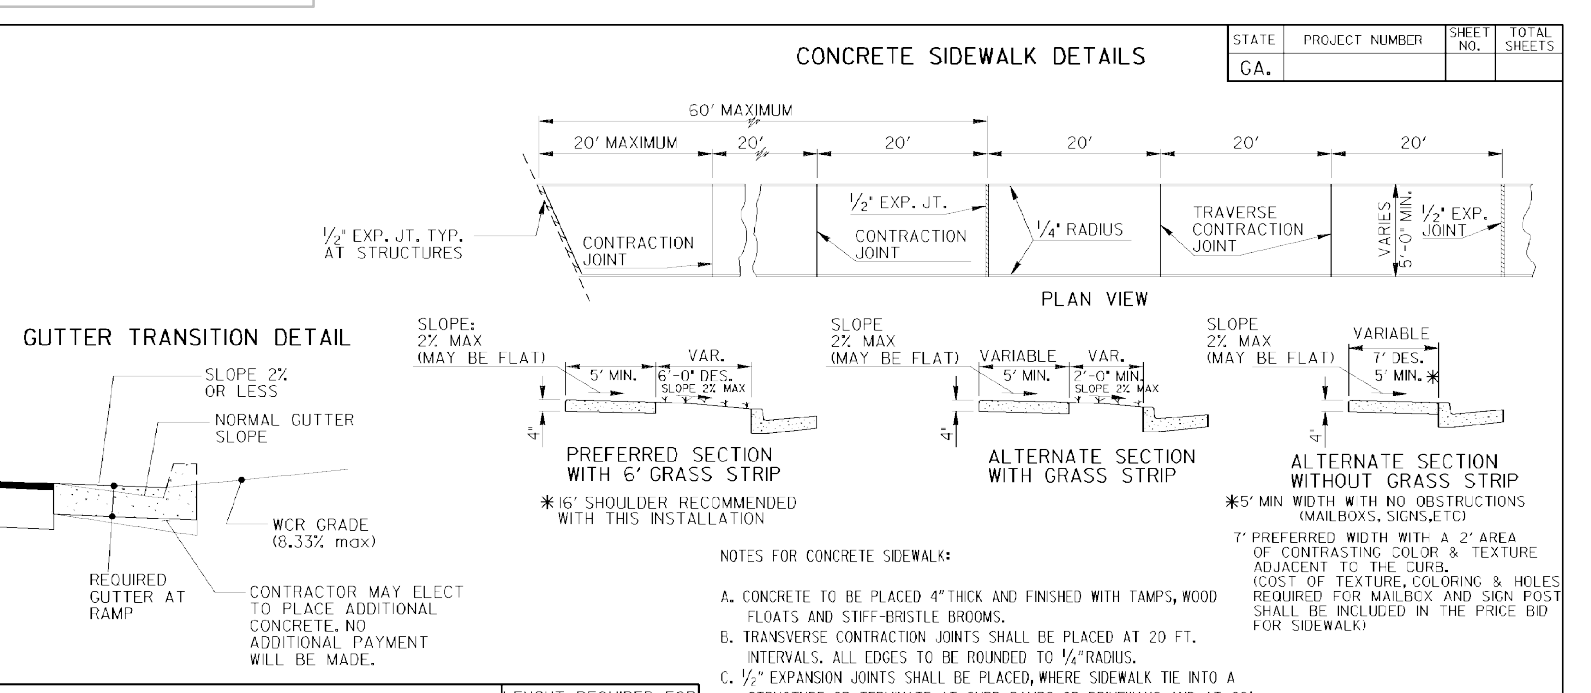 CONCRETE SIDEWALK DETAILS
STATE PROJECT NUMBER SHEET NO. TOTAL SHEETS
GA.
60' MAXIMUM
20' MAXIMUM 20' 20' 20' 20' 20'
1/2" EXP. JT. TYP.
AT STRUCTURES
CONTRACTION
JOINT
1/2" EXP. JT.
CONTRACTION
JOINT
1/4" RADIUS
TRAVERSE
CONTRACTION
JOINT
VARIES
5'-0" MIN.
1/2" EXP.
JOINT
PLAN VIEW
GUTTER TRANSITION DETAIL
SLOPE 2%
OR LESS
NORMAL GUTTER
SLOPE
WCR GRADE
(8.33% max)
REQUIRED
GUTTER AT
RAMP
CONTRACTOR MAY ELECT
TO PLACE ADDITIONAL
CONCRETE. NO
ADDITIONAL PAYMENT
WILL BE MADE.
SLOPE:
2% MAX
(MAY BE FLAT)
VAR.
5' MIN. 6'-0" DES.
SLOPE 2% MAX
4"
PREFERRED SECTION
WITH 6' GRASS STRIP
*16' SHOULDER RECOMMENDED
WITH THIS INSTALLATION
SLOPE
2% MAX
(MAY BE FLAT)
VARIABLE VAR.
5' MIN. 2'-0" MIN.
SLOPE 2% MAX
4"
ALTERNATE SECTION
WITH GRASS STRIP
SLOPE
2% MAX
(MAY BE FLAT)
VARIABLE
7' DES.
5' MIN.*
4"
ALTERNATE SECTION
WITHOUT GRASS STRIP
*5' MIN WIDTH WITH NO OBSTRUCTIONS
(MAILBOXS, SIGNS,ETC)
7' PREFERRED WIDTH WITH A 2' AREA
OF CONTRASTING COLOR & TEXTURE
ADJACENT TO THE CURB.
(COST OF TEXTURE, COLORING & HOLES
REQUIRED FOR MAILBOX AND SIGN POST
SHALL BE INCLUDED IN THE PRICE BID
FOR SIDEWALK)
NOTES FOR CONCRETE SIDEWALK:
A. CONCRETE TO BE PLACED 4" THICK AND FINISHED WITH TAMPS, WOOD
FLOATS AND STIFF-BRISTLE BROOMS.
B. TRANSVERSE CONTRACTION JOINTS SHALL BE PLACED AT 20 FT.
INTERVALS. ALL EDGES TO BE ROUNDED TO 1/4" RADIUS.
C. 1/2" EXPANSION JOINTS SHALL BE PLACED, WHERE SIDEWALK TIE INTO A